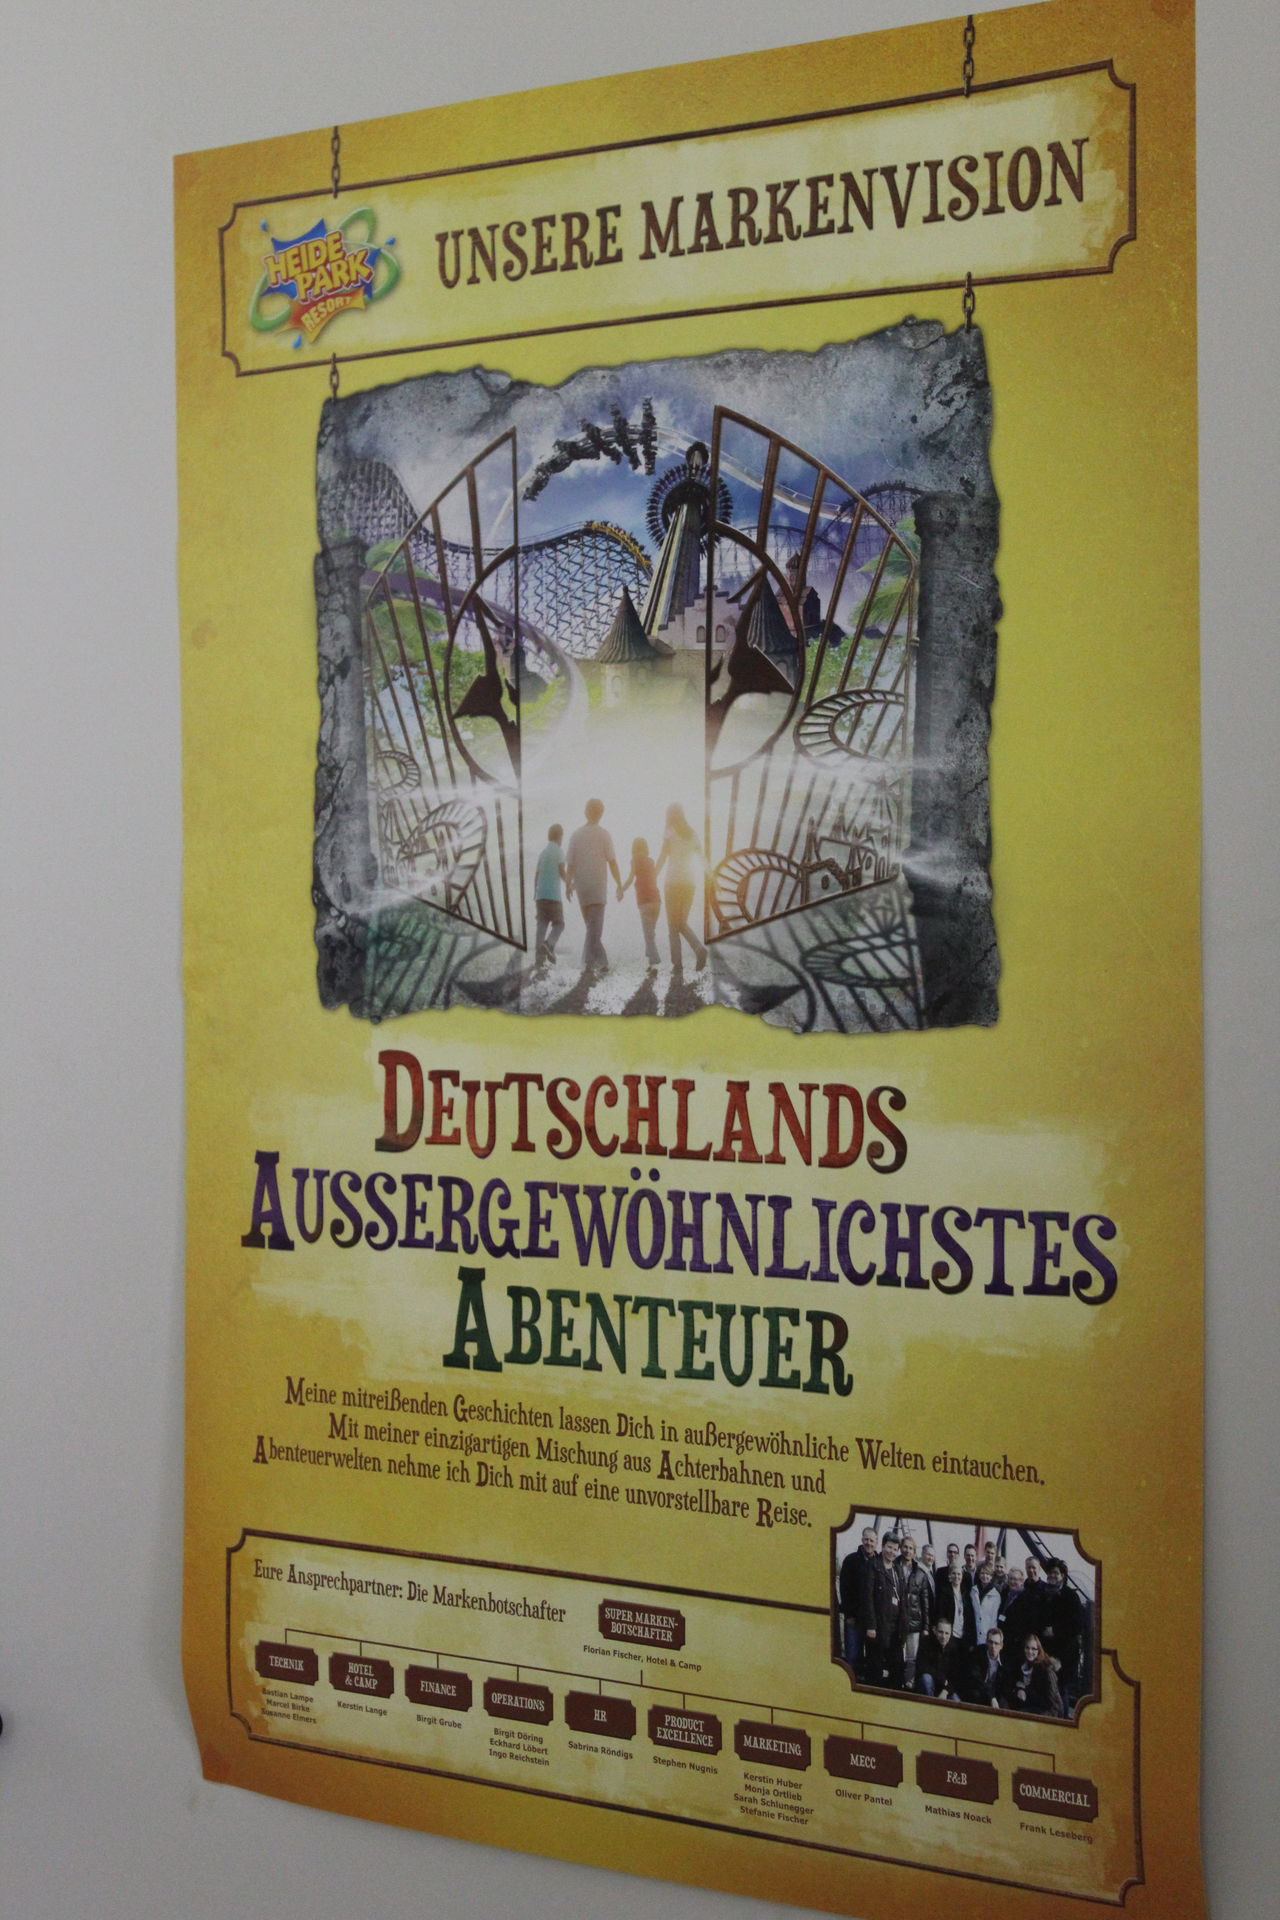 HEIDE
PARK
RESORT
UNSERE MARKENVISION
DEUTSCHLANDS
AUSSERGEWÖHNLICHSTES
ABENTEUER
Meine mitreißenden Geschichten lassen Dich in außergewöhnliche Welten eintauchen.
Mit meiner einzigartigen Mischung aus Achterbahnen und
Abenteuerwelten nehme ich Dich mit auf eine unvorstellbare Reise.
Eure Ansprechpartner: Die Markenbotschafter
SUPER MARKEN-
BOTSCHAFTER
Florian Fischer, Hotel & Camp
TECHNIK
Bastian Lampe
Marcel Birke
Susanne Elmers
HOTEL
& CAMP
Kerstin Lange
FINANCE
Birgit Grube
OPERATIONS
Birgit Döring
Eckhard Löbert
Ingo Reichstein
HR
Sabrina Röndigs
PRODUCT
EXCELLENCE
Stephen Nugnis
MARKETING
Kerstin Huber
Monja Ortlieb
Sarah Schlunegger
Stefanie Fischer
MECC
Oliver Pantel
F&B
Mathias Noack
COMMERCIAL
Frank Leseberg